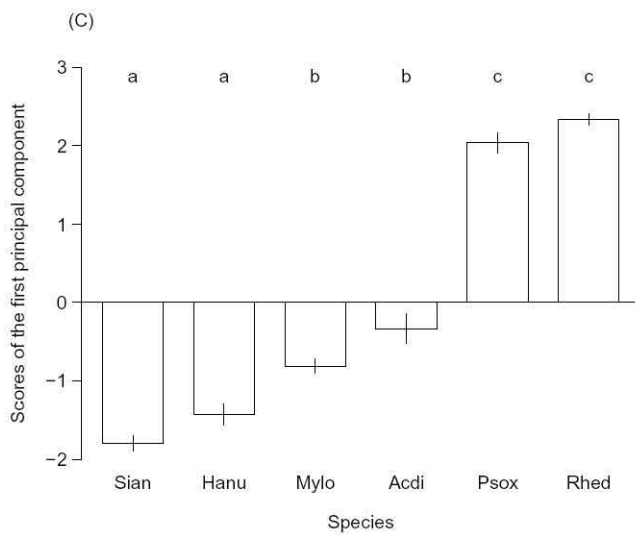 (C)
Scores of the first principal component
3
2
1
0
−1
−2
a a b b c c
Sian Hanu Mylo Acdi Psox Rhed
Species